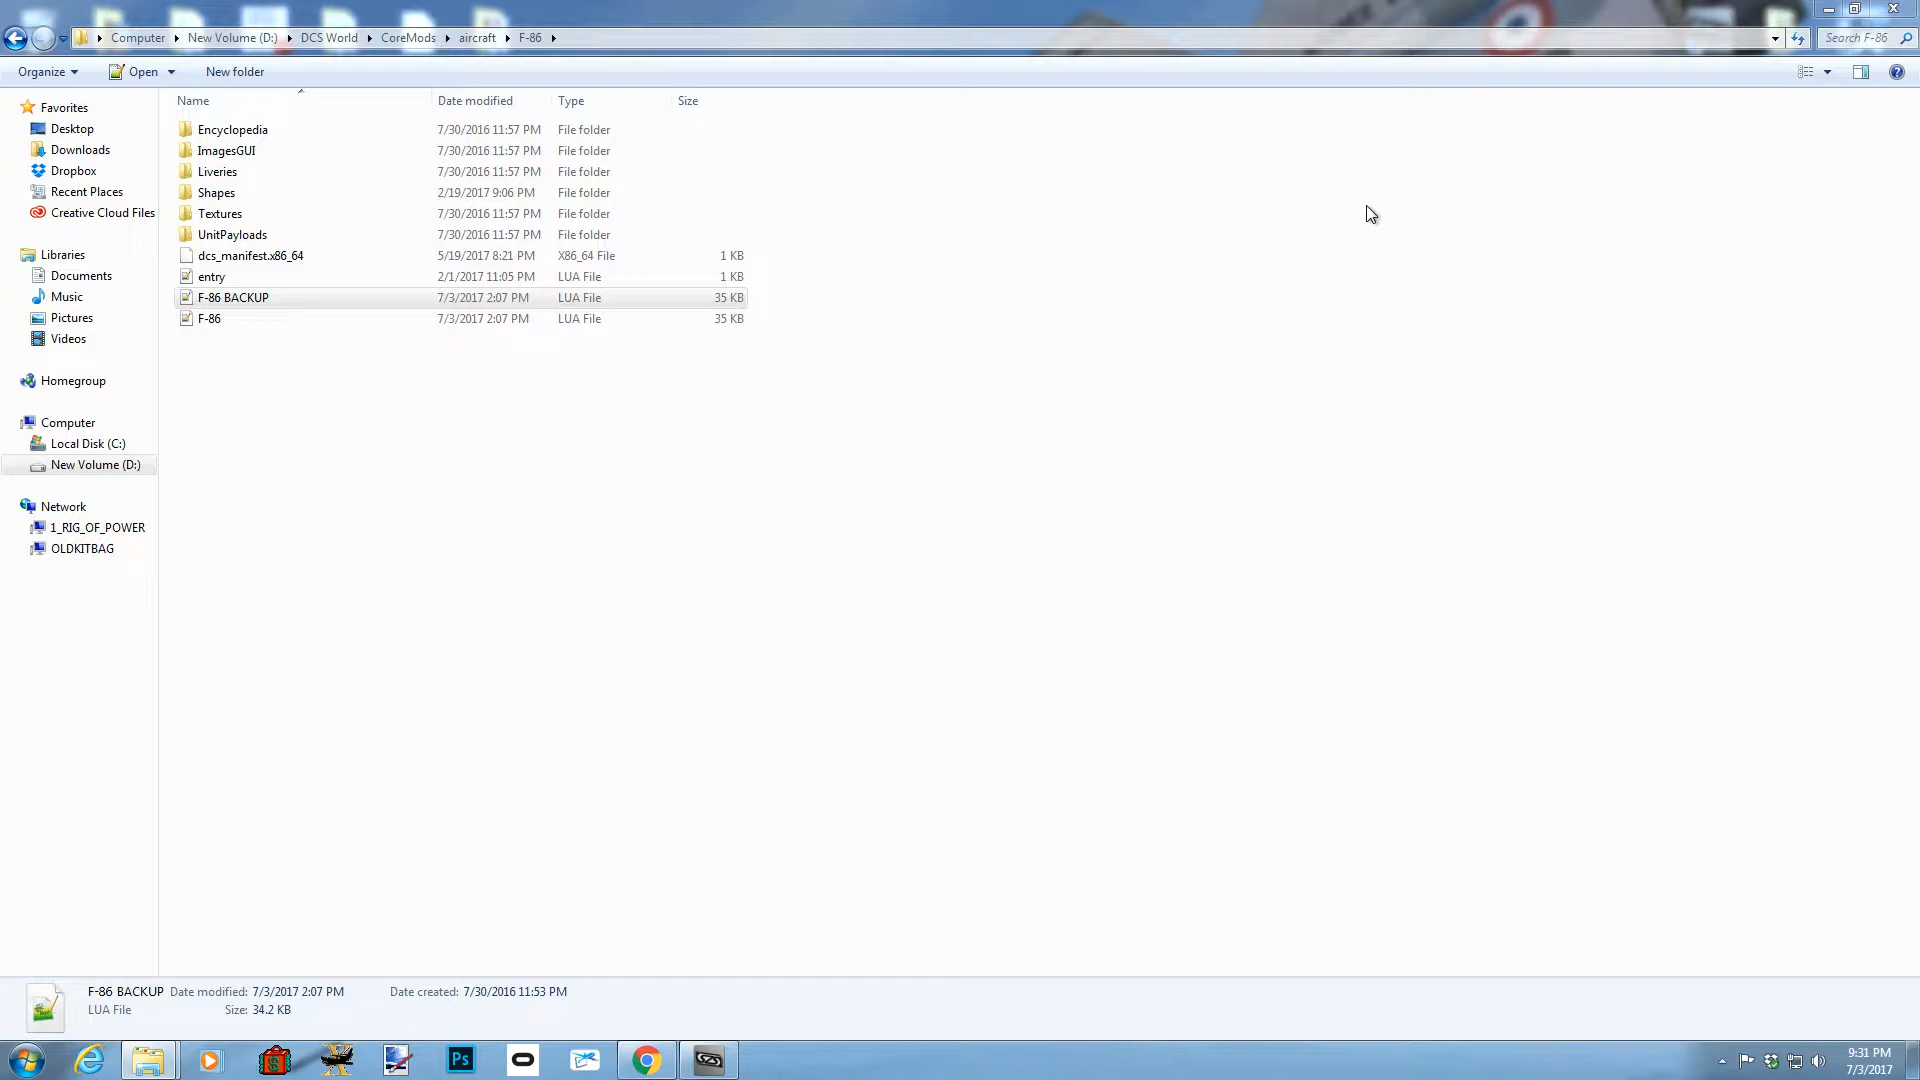 Computer New Volume (D:) DCS World CoreMods aircraft F-86
Search F-86
Organize Open New folder
Name Date modified Type Size
Favorites
Desktop
Downloads
Dropbox
Recent Places
Creative Cloud Files
Libraries
Documents
Music
Pictures
Videos
Homegroup
Computer
Local Disk (C:)
New Volume (D:)
Network
1_RIG_OF_POWER
OLDKITBAG
Encyclopedia 7/30/2016 11:57 PM File folder
ImagesGUI 7/30/2016 11:57 PM File folder
Liveries 7/30/2016 11:57 PM File folder
Shapes 2/19/2017 9:06 PM File folder
Textures 7/30/2016 11:57 PM File folder
UnitPayloads 7/30/2016 11:57 PM File folder
dcs_manifest.x86_64 5/19/2017 8:21 PM X86_64 File 1 KB
entry 2/1/2017 11:05 PM LUA File 1 KB
F-86 BACKUP 7/3/2017 2:07 PM LUA File 35 KB
F-86 7/3/2017 2:07 PM LUA File 35 KB
F-86 BACKUP Date modified: 7/3/2017 2:07 PM Date created: 7/30/2016 11:53 PM
LUA File Size: 34.2 KB
Ps
9:31 PM
7/3/2017